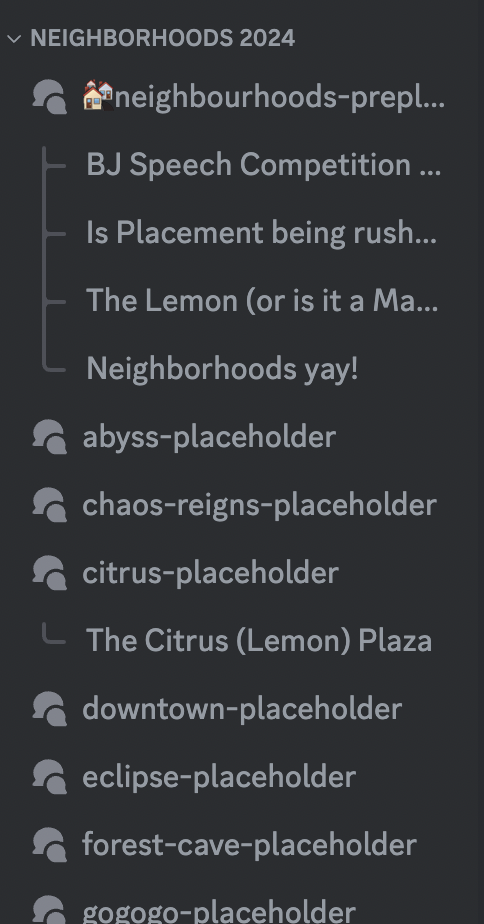 NEIGHBORHOODS 2024
neighbourhoods-prepl...
BJ Speech Competition ...
Is Placement being rush...
The Lemon (or is it a Ma...
Neighborhoods yay!
abyss-placeholder
chaos-reigns-placeholder
citrus-placeholder
The Citrus (Lemon) Plaza
downtown-placeholder
eclipse-placeholder
forest-cave-placeholder
gogogo-placeholder